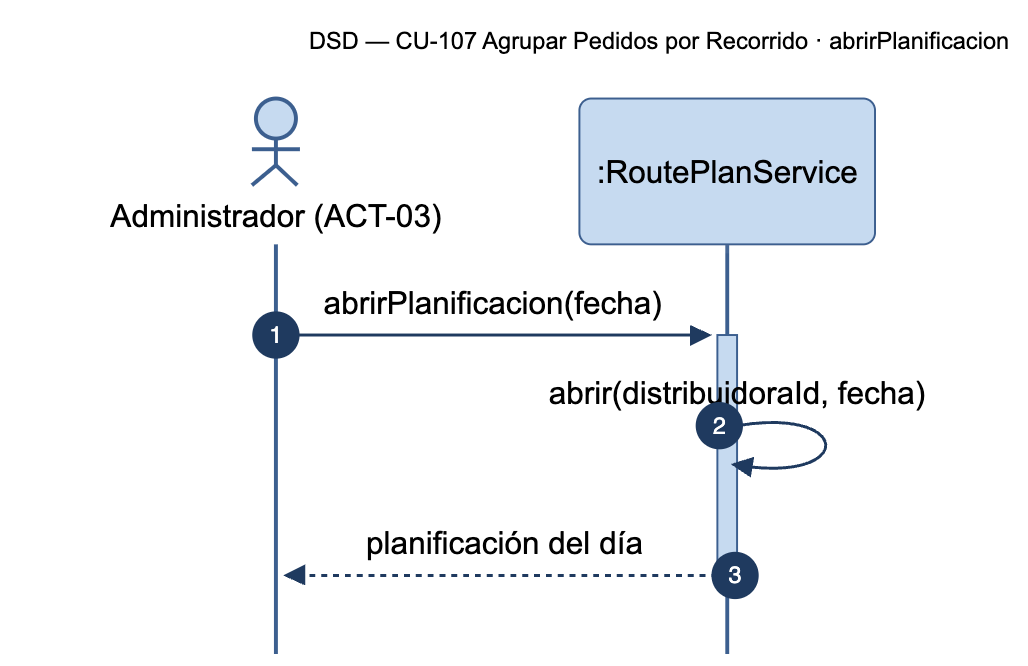 DSD — CU-107 Agrupar Pedidos por Recorrido · abrirPlanificacion
:RoutePlanService
Administrador (ACT-03)
abrirPlanificacion(fecha)
1
abrir(distribuidoraId, fecha)
2
planificación del día
3